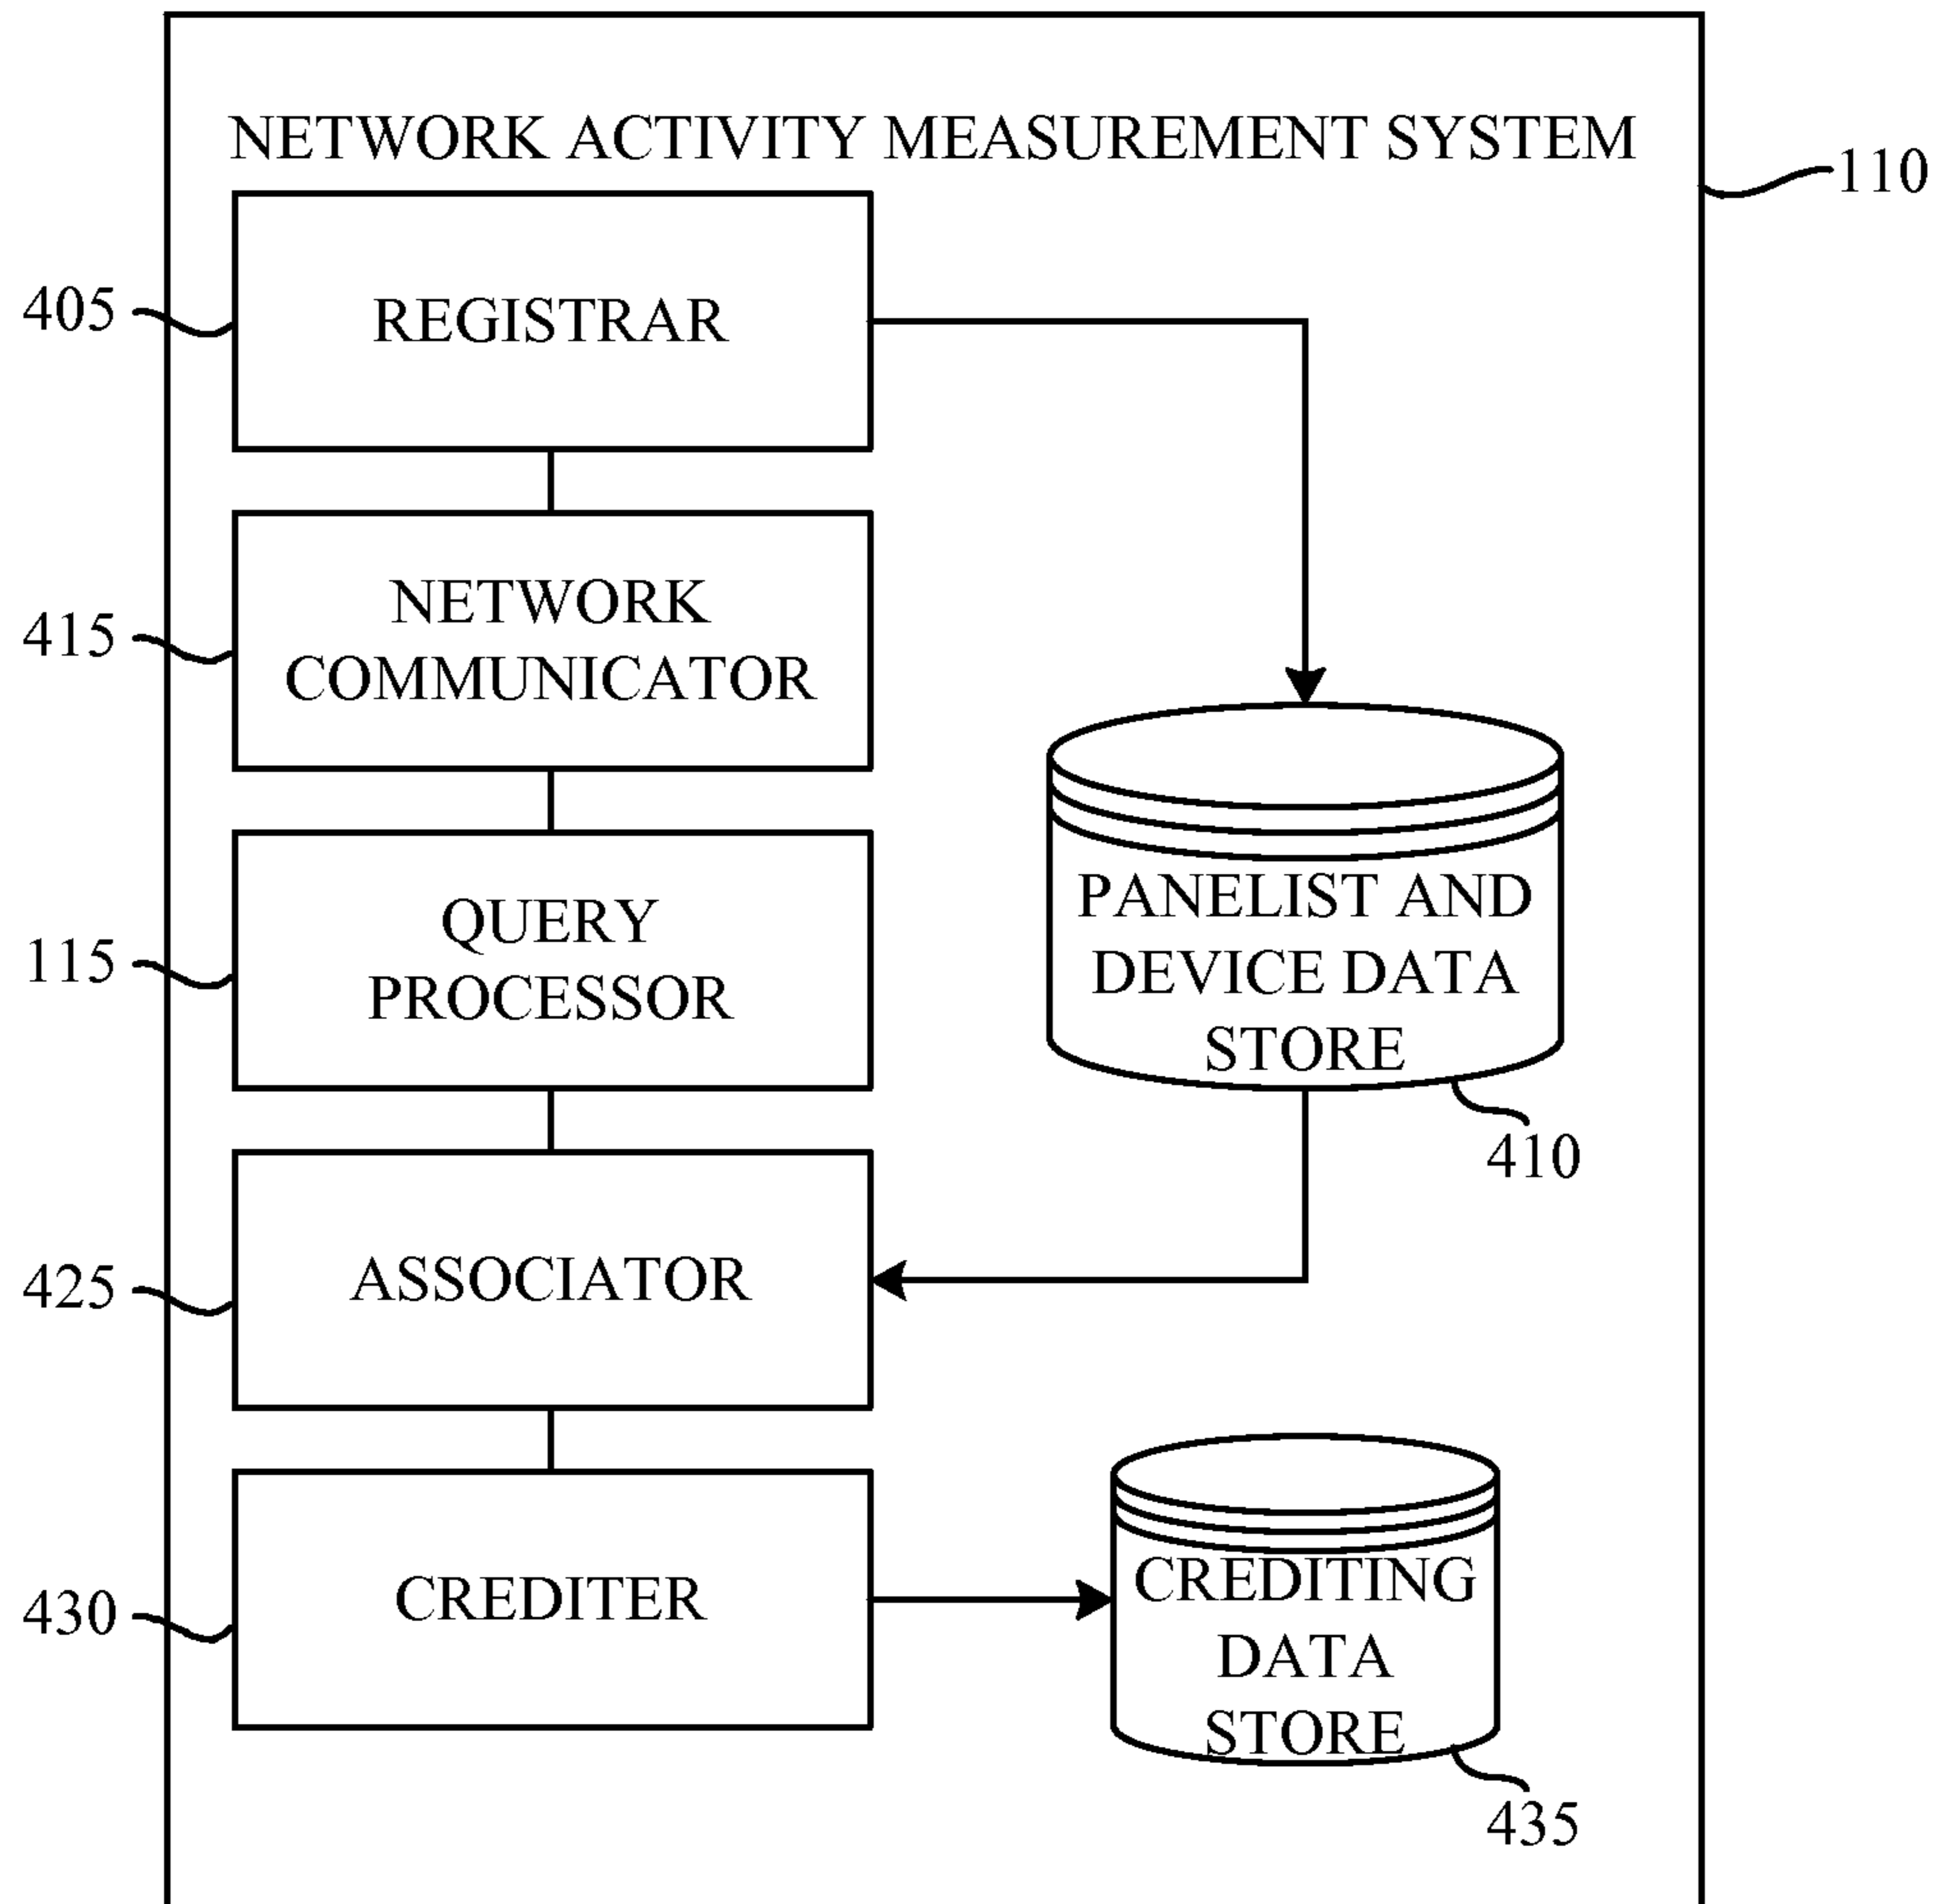 NETWORK ACTIVITY MEASUREMENT SYSTEM
110
405
REGISTRAR
415
NETWORK
COMMUNICATOR
115
QUERY
PROCESSOR
PANELIST AND
DEVICE DATA
STORE
410
425
ASSOCIATOR
430
CREDITER
CREDITING
DATA
STORE
435